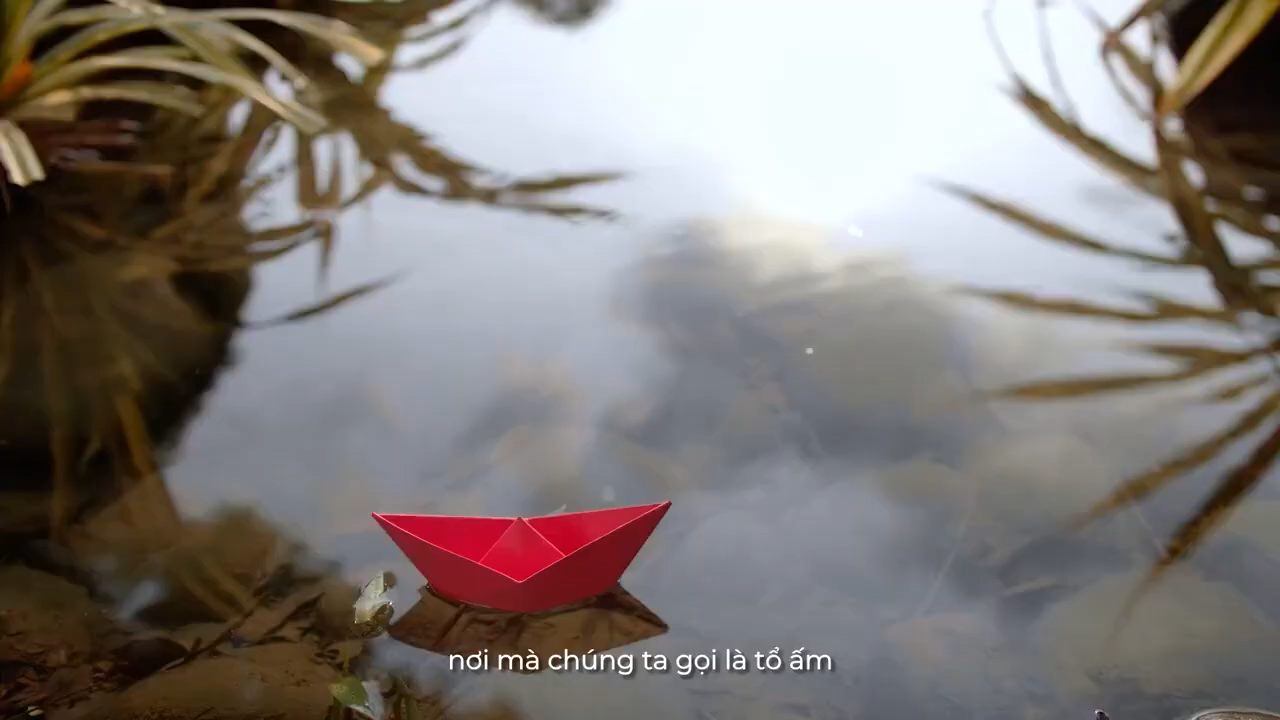 nơi mà chúng ta gọi là tổ ấm